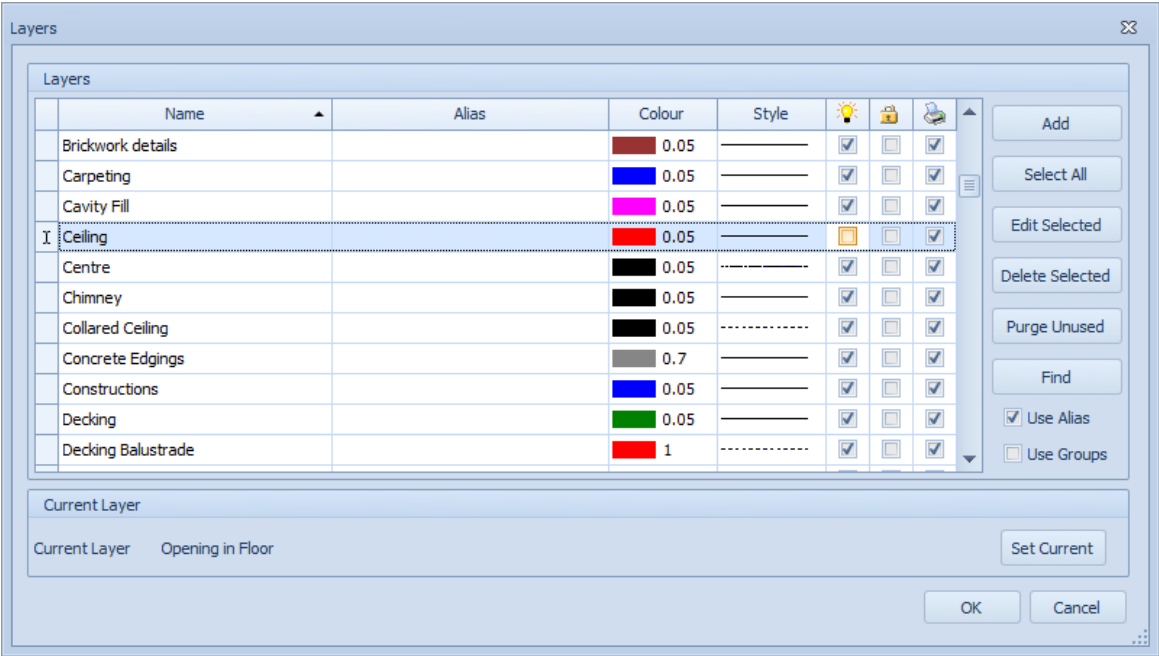 Layers
Layers
Name Alias Colour Style
Brickwork details 0.05
Carpeting 0.05
Cavity Fill 0.05
Ceiling 0.05
Centre 0.05
Chimney 0.05
Collared Ceiling 0.05
Concrete Edgings 0.7
Constructions 0.05
Decking 0.05
Decking Balustrade 1
Add
Select All
Edit Selected
Delete Selected
Purge Unused
Find
Use Alias
Use Groups
Current Layer
Current Layer Opening in Floor
Set Current
OK Cancel